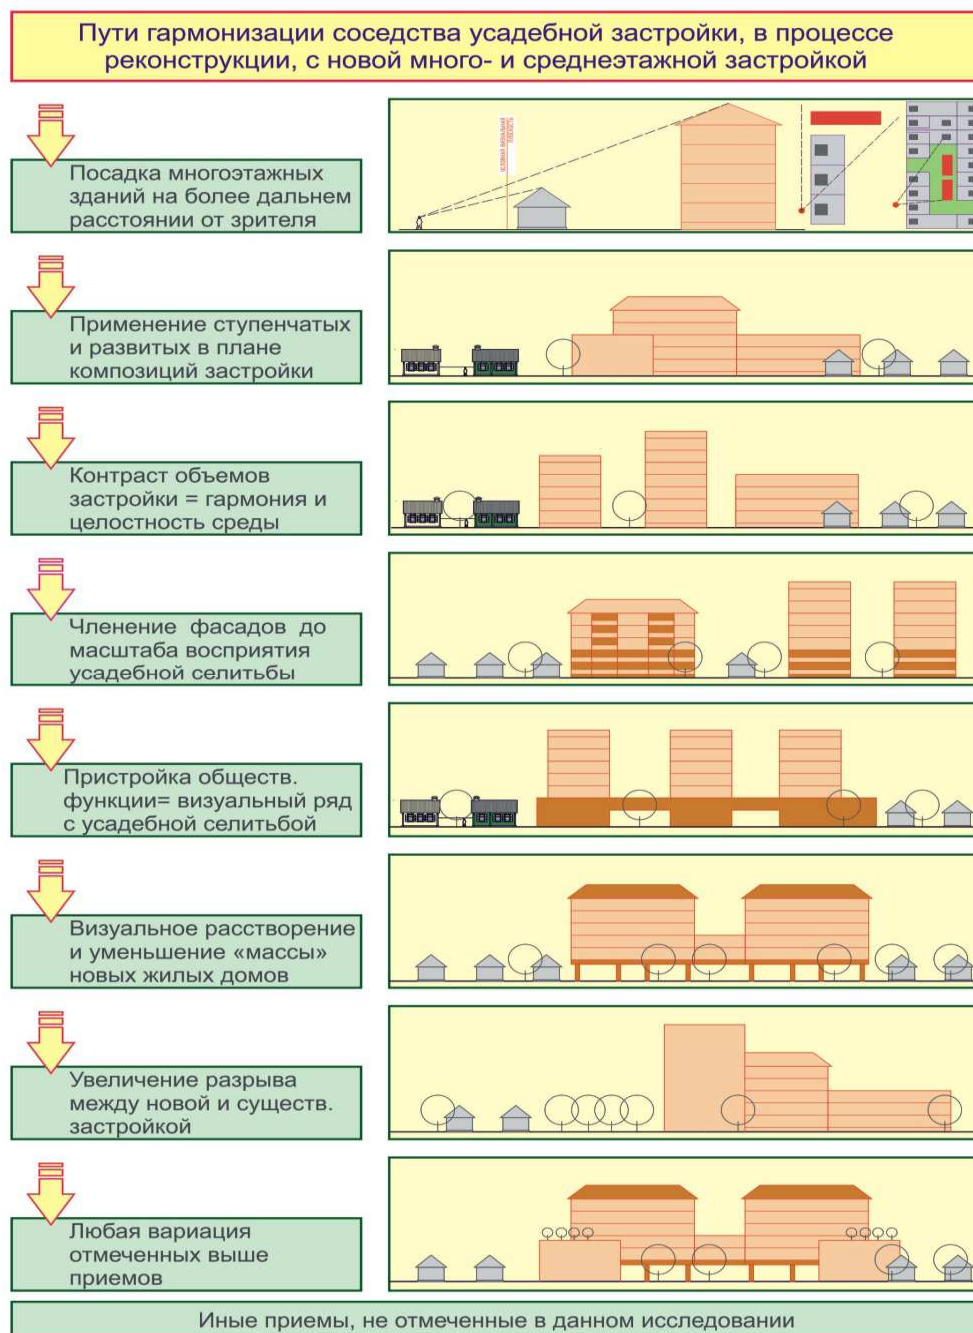 Пути гармонизации соседства усадебной застройки, в процессе
реконструкции, с новой много- и среднеэтажной застройкой
Посадка многоэтажных
зданий на более дальнем
расстоянии от зрителя
УСЛОВНАЯ ВИЗУАЛЬНАЯ
ПЛОСКОСТЬ
Применение ступенчатых
и развитых в плане
композиций застройки
Контраст объемов
застройки = гармония и
целостность среды
Членение фасадов до
масштаба восприятия
усадебной селитьбы
Пристройка обществ.
функции= визуальный ряд
с усадебной селитьбой
Визуальное расстворение
и уменьшение «массы»
новых жилых домов
Увеличение разрыва
между новой и существ.
застройкой
Любая вариация
отмеченных выше
приемов
Иные приемы, не отмеченные в данном исследовании